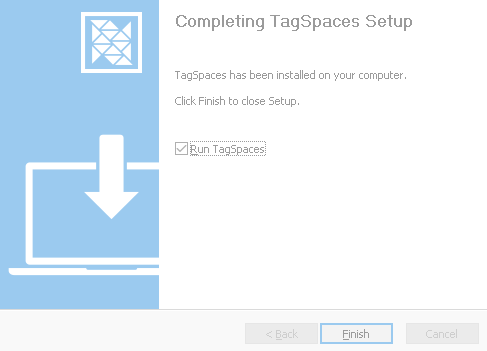 Completing TagSpaces Setup
TagSpaces has been installed on your computer.
Click Finish to close Setup.
Run TagSpaces
< Back
Finish
Cancel